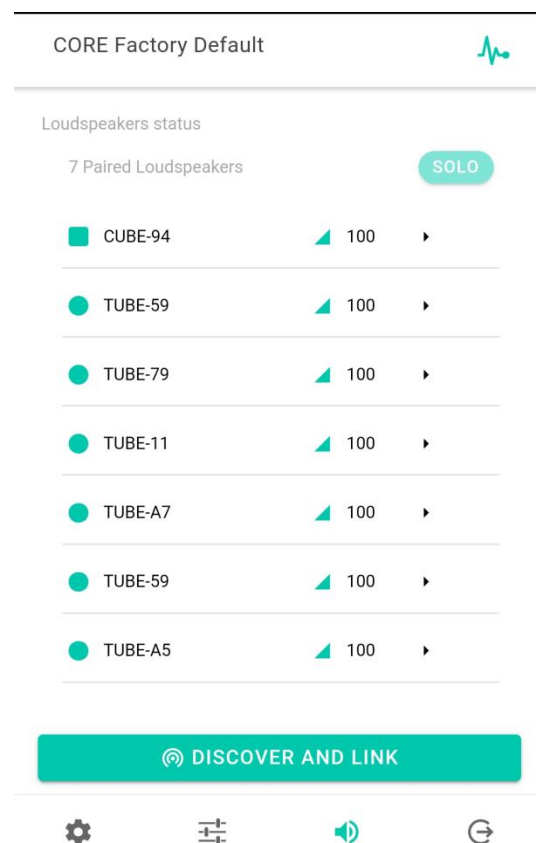 CORE Factory Default
Loudspeakers status
7 Paired Loudspeakers SOLO
CUBE-94 100
TUBE-59 100
TUBE-79 100
TUBE-11 100
TUBE-A7 100
TUBE-59 100
TUBE-A5 100
DISCOVER AND LINK